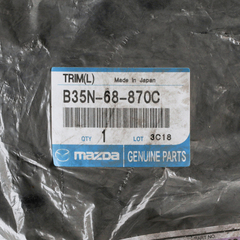 TRIM(L) Made in Japan
B35N-68-870C
QTY 1 LOT 3C18
mazda GENUINE PARTS